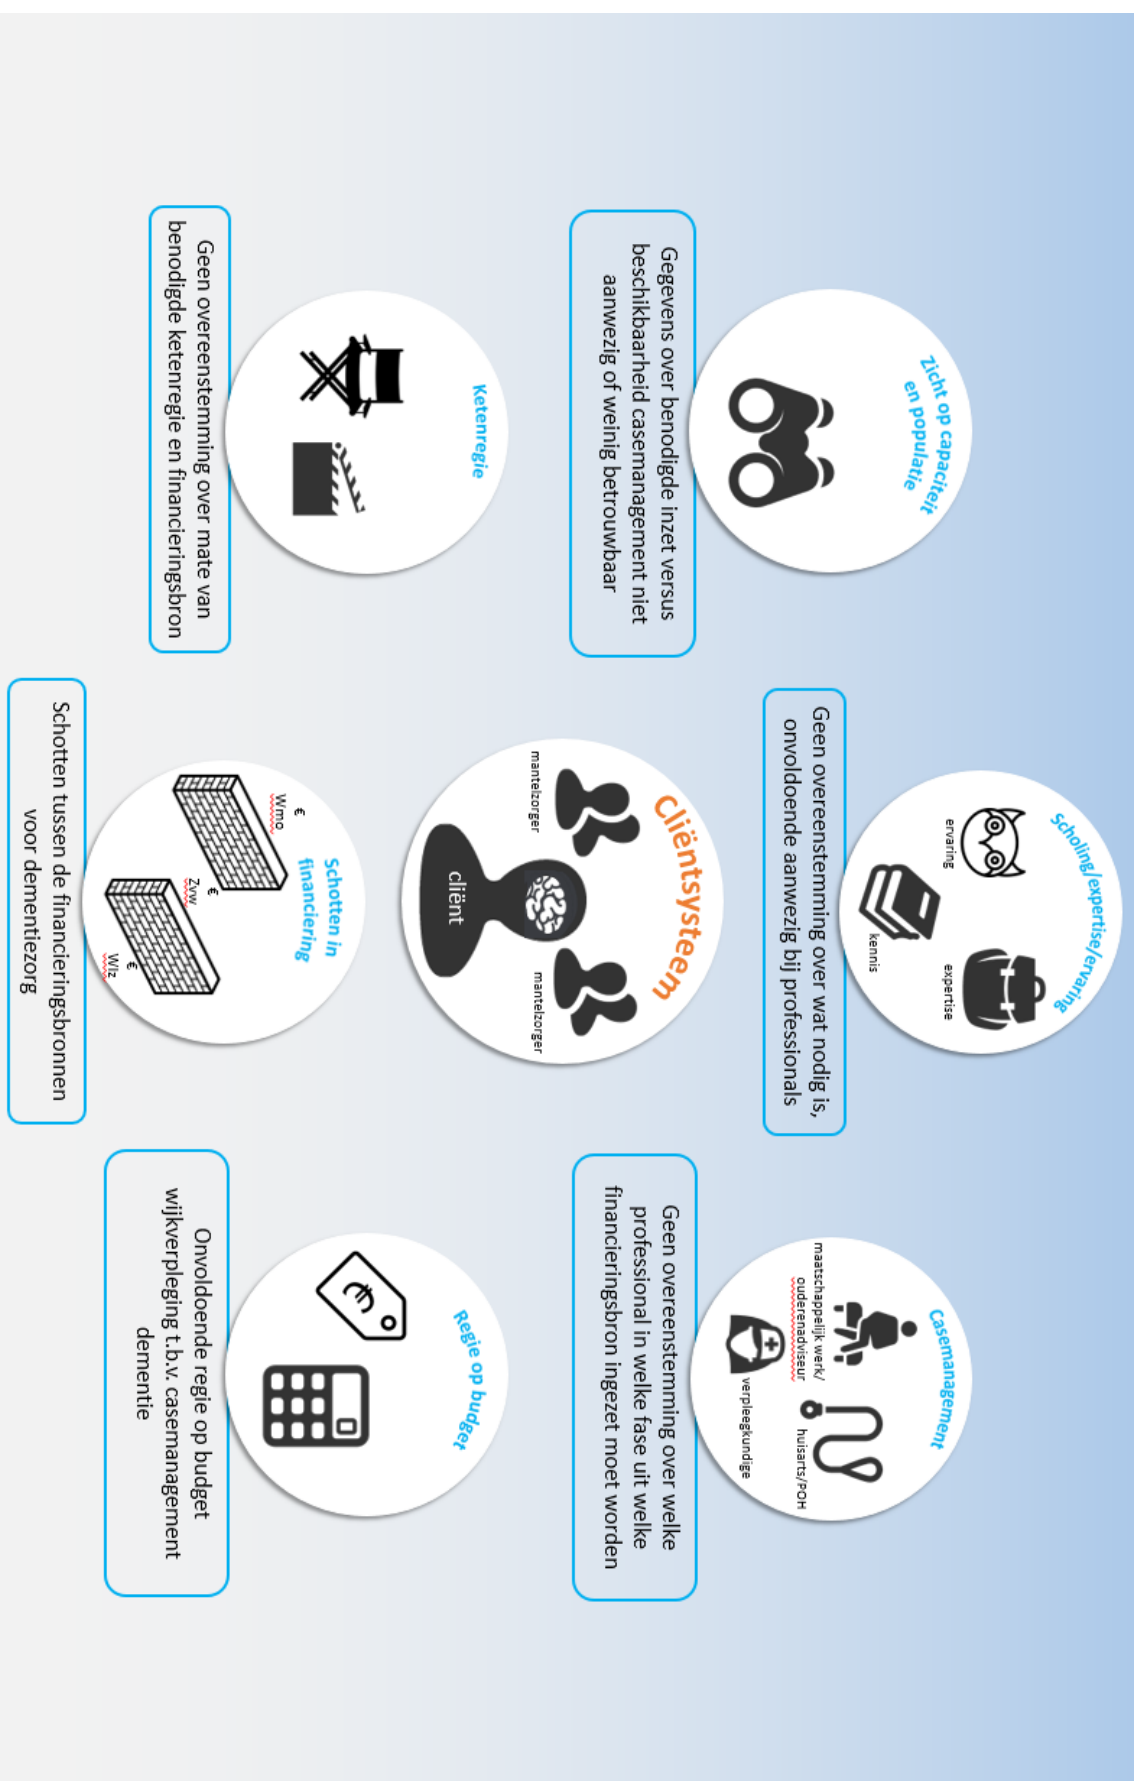 Scholing/expertise/ervaring
ervaring
kennis
expertise
Geen overeenstemming over wat nodig is,
onvoldoende aanwezig bij professionals
Zicht op capaciteit
en populatie
Gegevens over benodigde inzet versus
beschikbaarheid casemanagement niet
aanwezig of weinig betrouwbaar
Cliëntsysteem
mantelzorger
mantelzorger
cliënt
Casemanagement
maatschappelijk werk/
ouderenadviseur
huisarts/POH
verpleegkundige
Geen overeenstemming over welke
professional in welke fase uit welke
financieringsbron ingezet moet worden
Ketenregie
Geen overeenstemming over mate van
benodigde ketenregie en financieringsbron
Schotten in
financiering
€
Wmo
€
Zvw
€
Wlz
Schotten tussen de financieringsbronnen
voor dementiezorg
Regie op budget
€
Onvoldoende regie op budget
wijkverpleging t.b.v. casemanagement
dementie